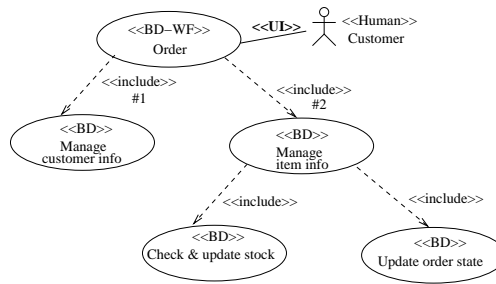 <<BD-WF>>
Order
<<UI>>
<<Human>>
Customer
<<include>>
#1
<<include>>
#2
<<BD>>
Manage
customer info
<<BD>>
Manage
item info
<<include>>
<<include>>
<<BD>>
Check & update stock
<<BD>>
Update order state